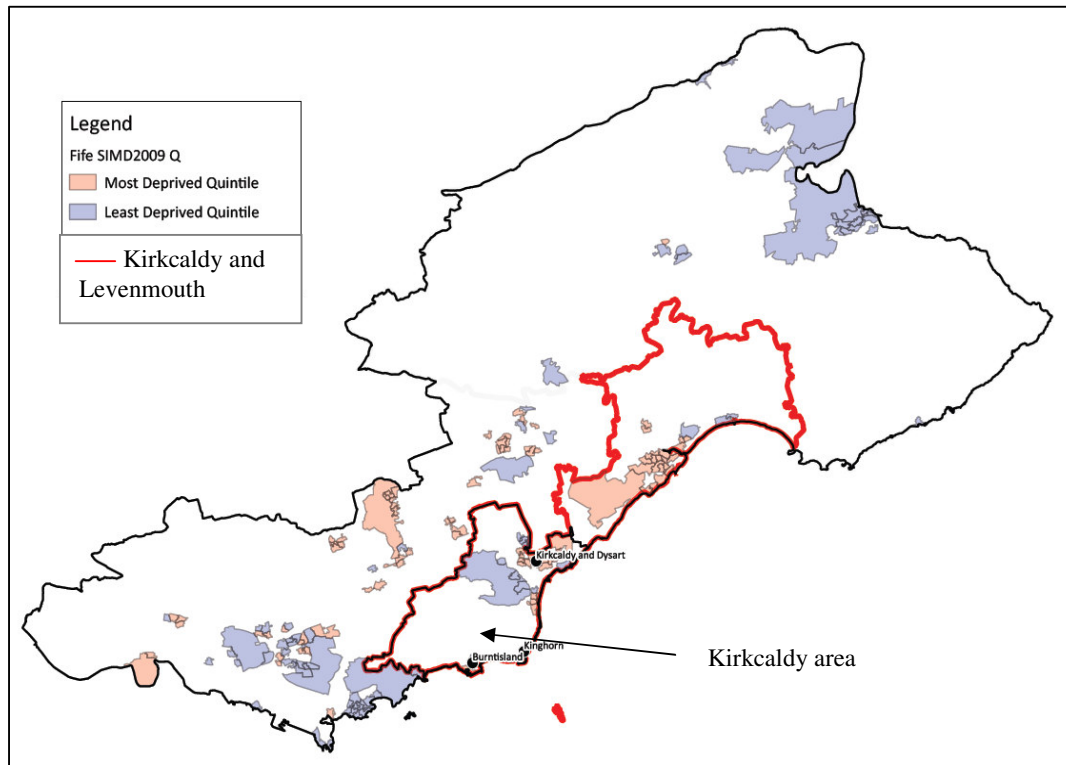 Legend
Fife SIMD2009 Q
Most Deprived Quintile
Least Deprived Quintile
Kirkcaldy and
Levenmouth
Kirkcaldy and Dysart
Kinghorn
Burntisland
Kirkcaldy area